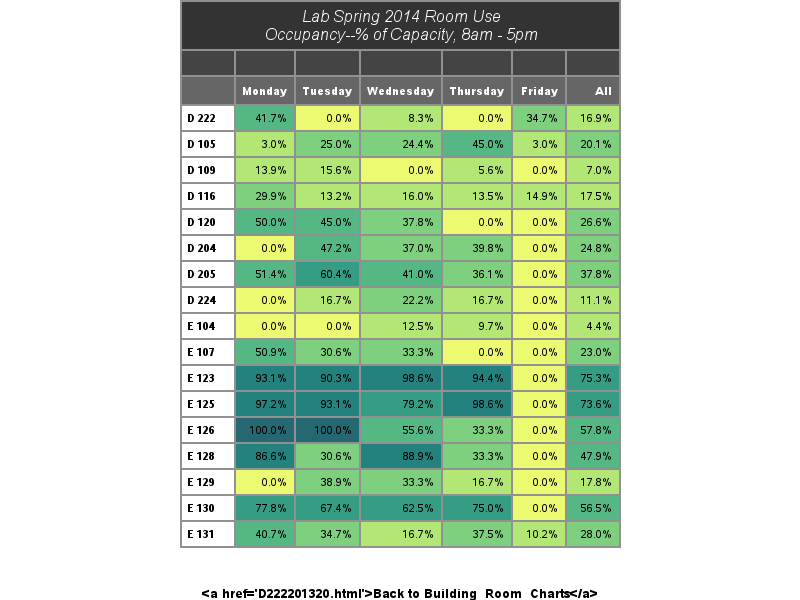 Lab Spring 2014 Room Use
Occupancy--% of Capacity, 8am - 5pm
Monday Tuesday Wednesday Thursday Friday All
D 222 41.7% 0.0% 8.3% 0.0% 34.7% 16.9%
D 105 3.0% 25.0% 24.4% 45.0% 3.0% 20.1%
D 109 13.9% 15.6% 0.0% 5.6% 0.0% 7.0%
D 116 29.9% 13.2% 16.0% 13.5% 14.9% 17.5%
D 120 50.0% 45.0% 37.8% 0.0% 0.0% 26.6%
D 204 0.0% 47.2% 37.0% 39.8% 0.0% 24.8%
D 205 51.4% 60.4% 41.0% 36.1% 0.0% 37.8%
D 224 0.0% 16.7% 22.2% 16.7% 0.0% 11.1%
E 104 0.0% 0.0% 12.5% 9.7% 0.0% 4.4%
E 107 50.9% 30.6% 33.3% 0.0% 0.0% 23.0%
E 123 93.1% 90.3% 98.6% 94.4% 0.0% 75.3%
E 125 97.2% 93.1% 79.2% 98.6% 0.0% 73.6%
E 126 100.0% 100.0% 55.6% 33.3% 0.0% 57.8%
E 128 86.6% 30.6% 88.9% 33.3% 0.0% 47.9%
E 129 0.0% 38.9% 33.3% 16.7% 0.0% 17.8%
E 130 77.8% 67.4% 62.5% 75.0% 0.0% 56.5%
E 131 40.7% 34.7% 16.7% 37.5% 10.2% 28.0%
<a href='D222201320.html'>Back to Building_Room_Charts</a>